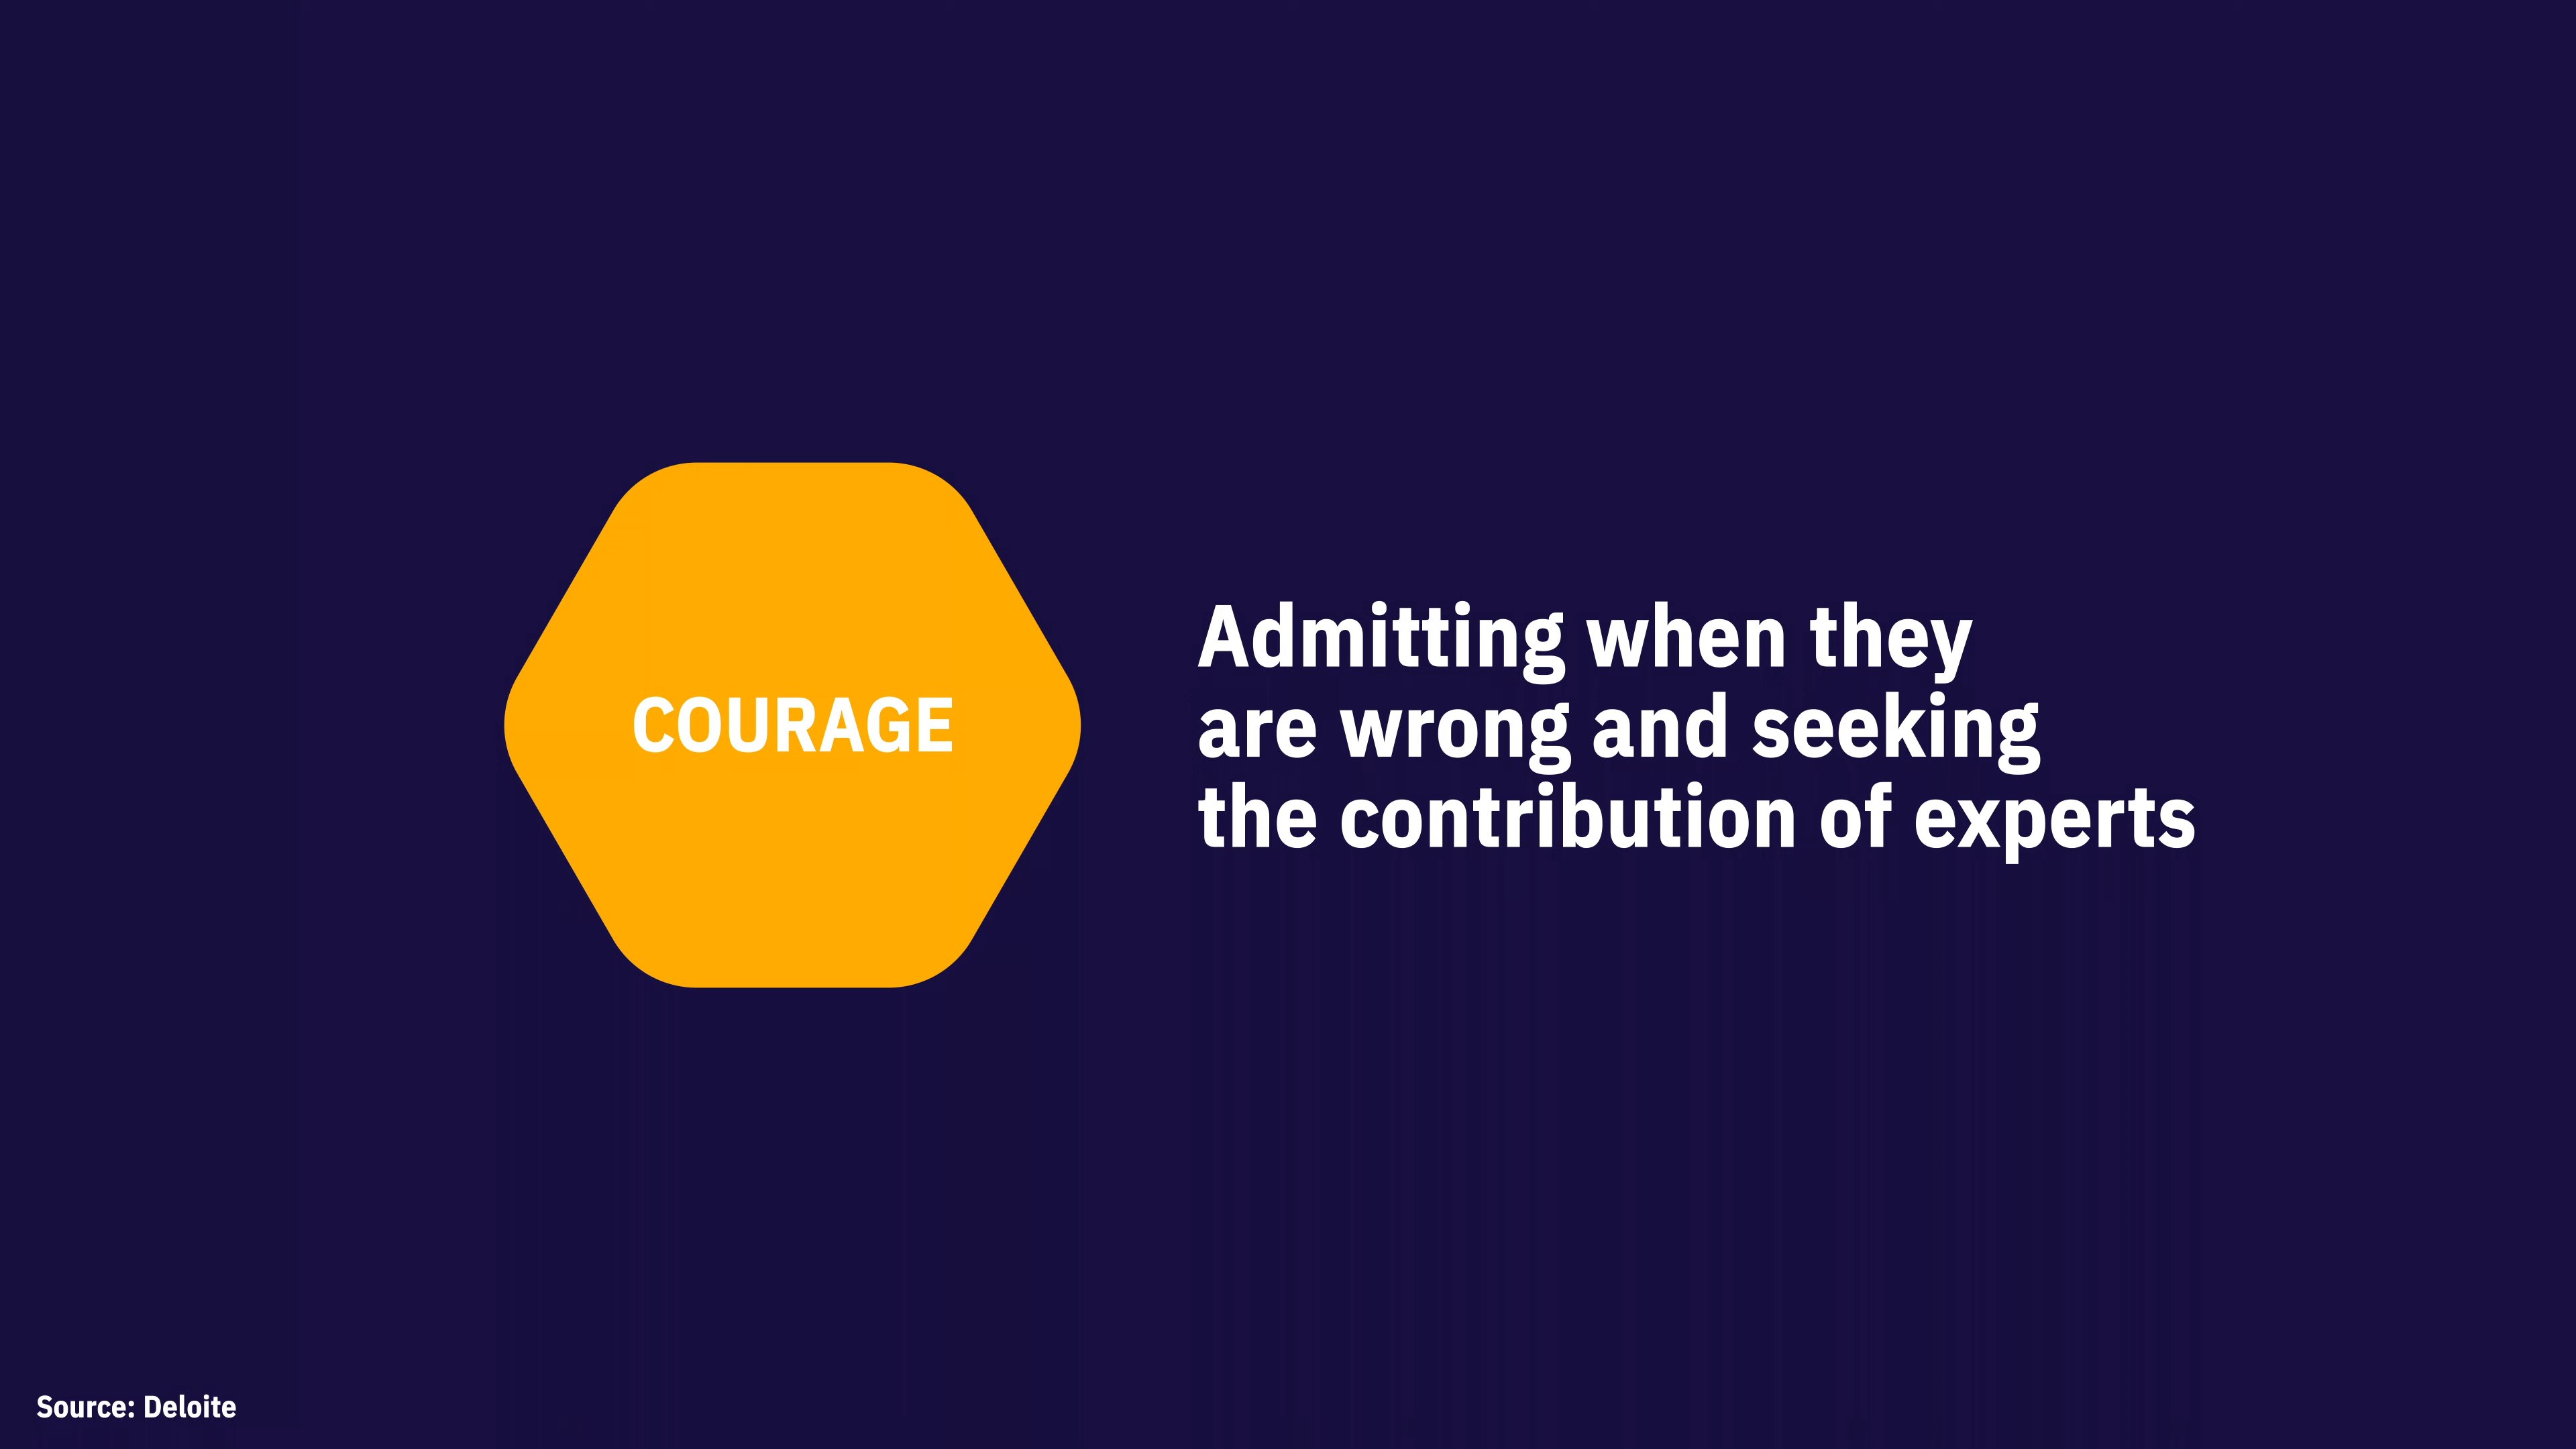 COURAGE
Admitting when they
are wrong and seeking
the contribution of experts
Source: Deloite